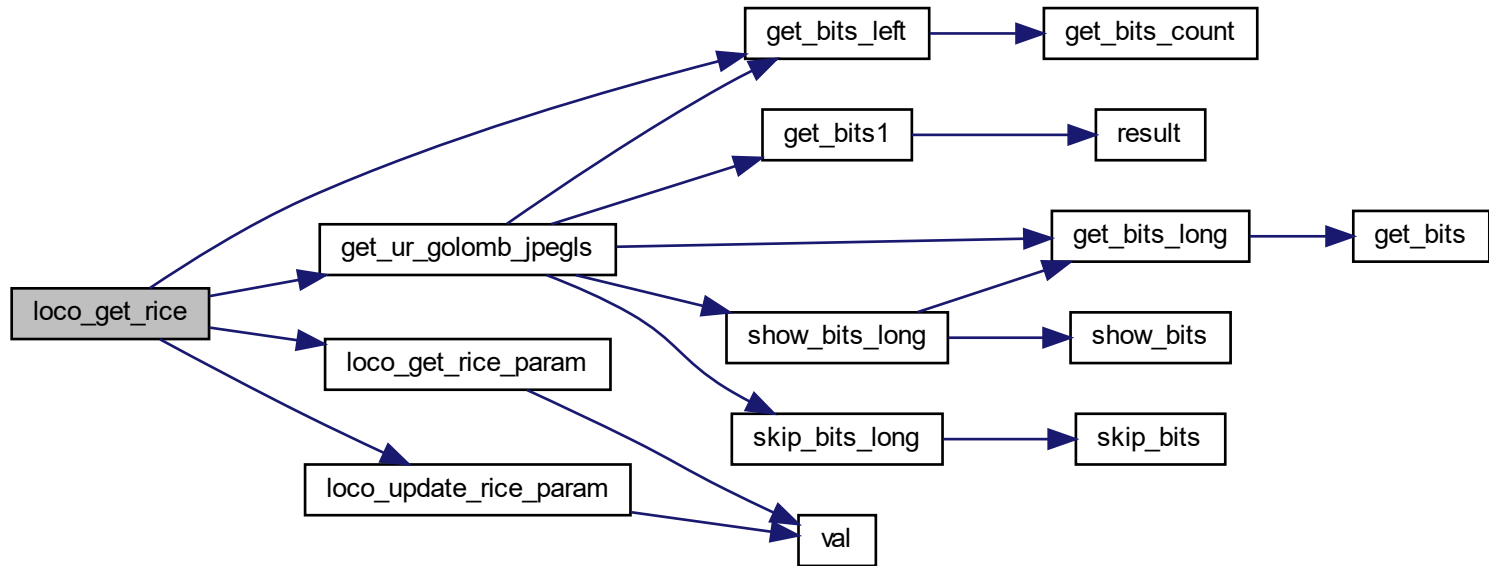 get_bits_left
get_bits_count
get_bits1
result
get_ur_golomb_jpegls
get_bits_long
get_bits
loco_get_rice
show_bits_long
show_bits
loco_get_rice_param
skip_bits_long
skip_bits
loco_update_rice_param
val